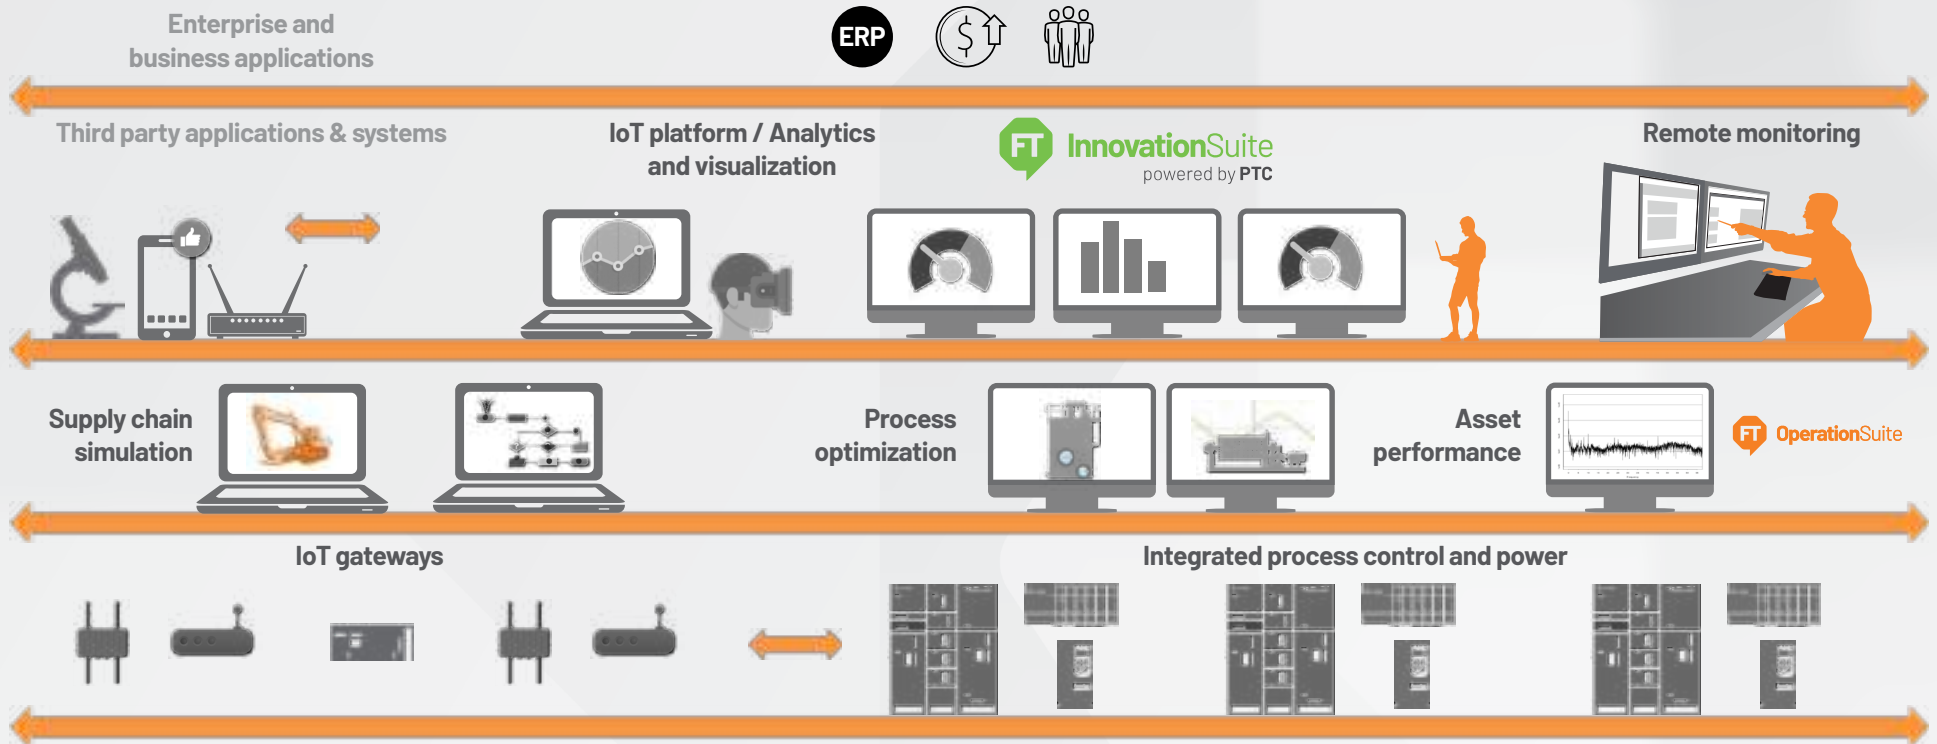 Enterprise and
business applications
ERP
$
Third party applications & systems
IoT platform / Analytics
and visualization
FT InnovationSuite
powered by PTC
Remote monitoring
Supply chain
simulation
Process
optimization
Asset
performance
FT OperationSuite
IoT gateways
Integrated process control and power